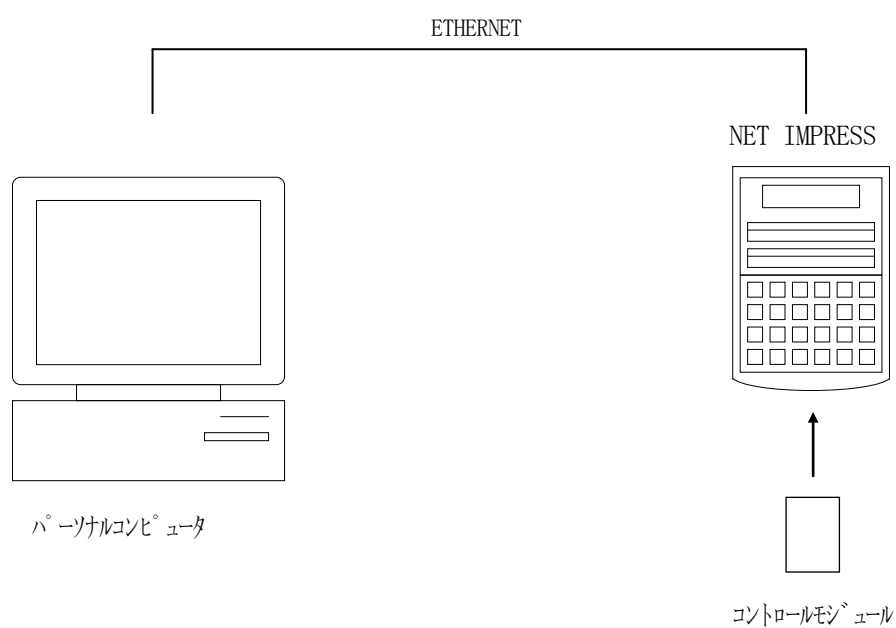 ETHERNET
NET IMPRESS
ﾊﾟｰｿﾅﾙｺﾝﾋﾟｭｰﾀ
ｺﾝﾄﾛｰﾙﾓｼﾞｭｰﾙ